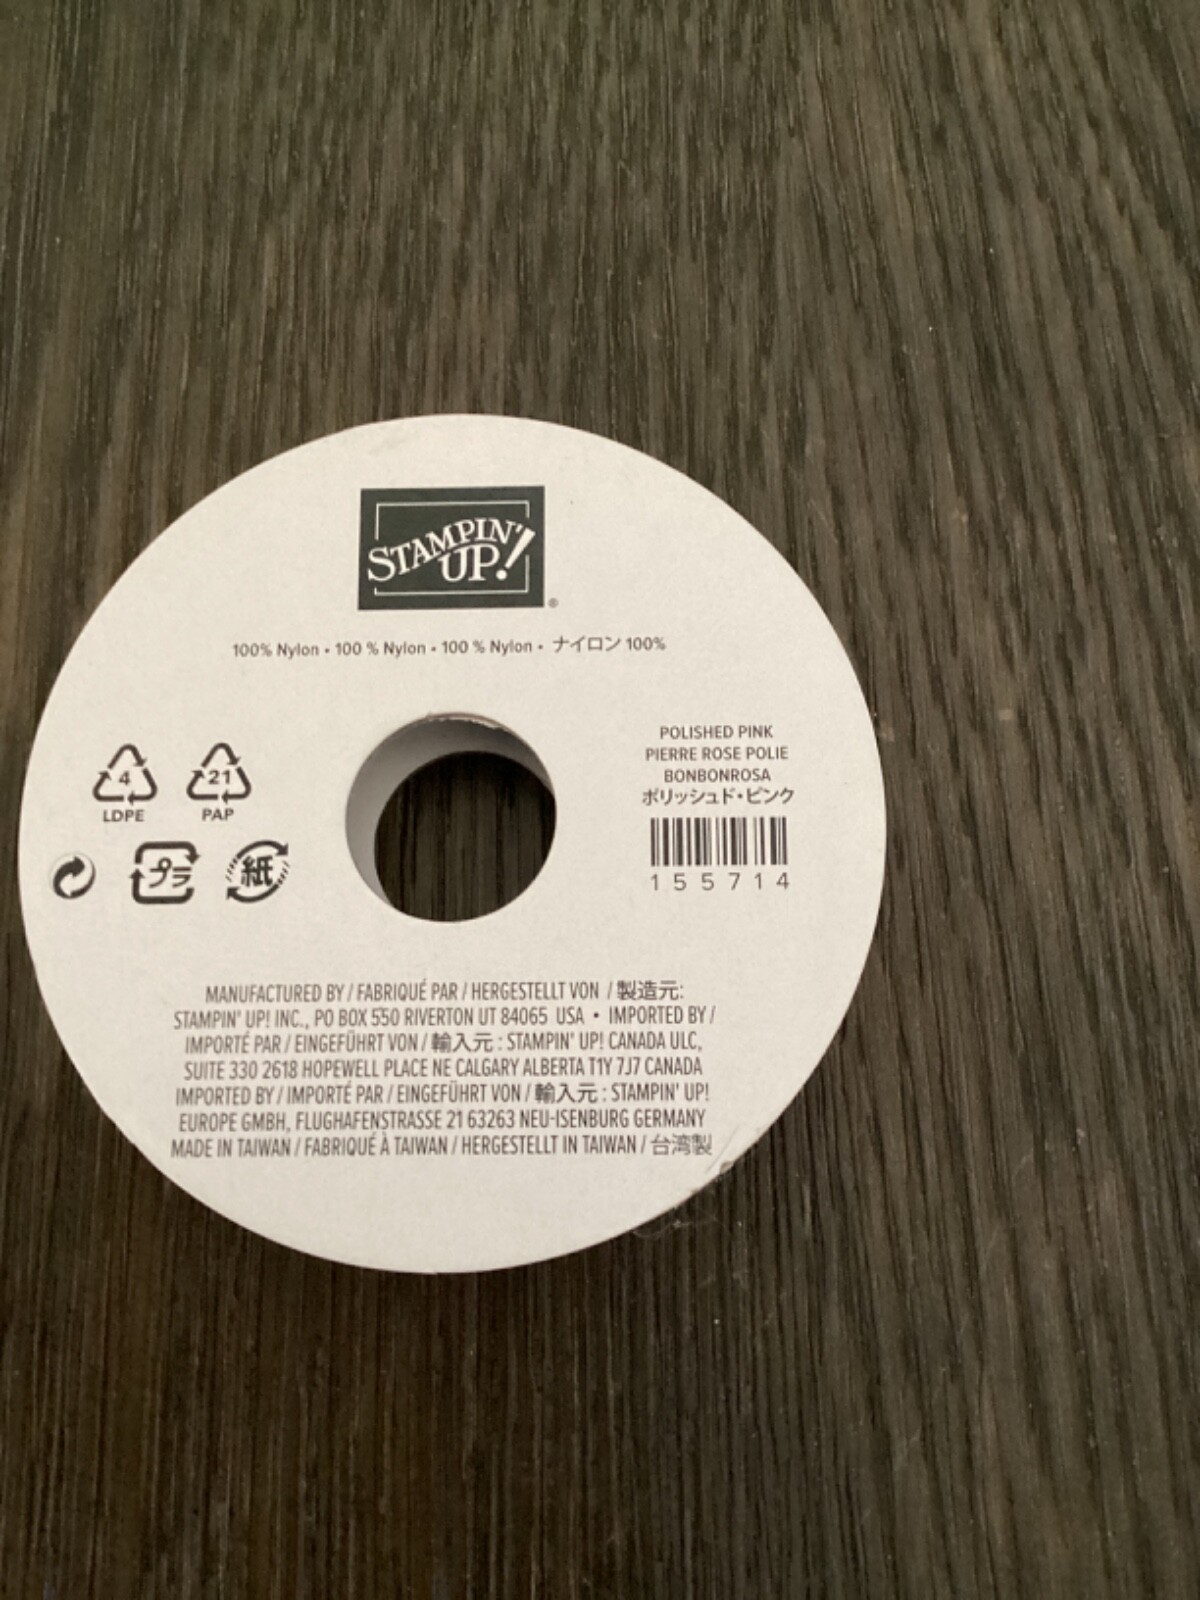 STAMPIN'
UP!
®
100% Nylon • 100 % Nylon • 100 % Nylon • ナイロン 100%
POLISHED PINK
PIERRE ROSE POLIE
BONBONROSA
ポリッシュド・ピンク
155714
4
LDPE
21
PAP
プラ
紙
MANUFACTURED BY / FABRIQUÉ PAR / HERGESTELLT VON / 製造元:
STAMPIN' UP! INC., PO BOX 550 RIVERTON UT 84065 USA • IMPORTED BY /
IMPORTÉ PAR / EINGEFÜHRT VON / 輸入元 : STAMPIN' UP! CANADA ULC,
SUITE 330 2618 HOPEWELL PLACE NE CALGARY ALBERTA T1Y 7J7 CANADA
IMPORTED BY / IMPORTÉ PAR / EINGEFÜHRT VON / 輸入元 : STAMPIN' UP!
EUROPE GMBH, FLUGHAFENSTRASSE 21 63263 NEU-ISENBURG GERMANY
MADE IN TAIWAN / FABRIQUÉ À TAIWAN / HERGESTELLT IN TAIWAN / 台湾製